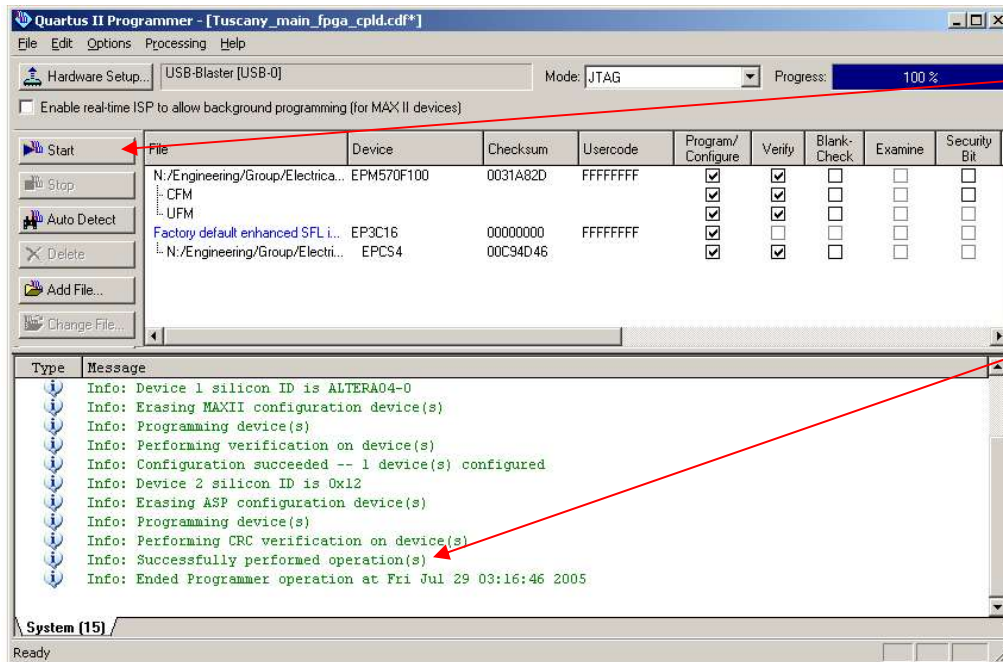 Quartus II Programmer - [Tuscany_main_fpga_cpld.cdf*]
File Edit Options Processing Help
Hardware Setup... USB-Blaster [USB-0] Mode: JTAG Progress: 100 %
Enable real-time ISP to allow background programming (for MAX II devices)
Start
Stop
Auto Detect
Delete
Add File...
Change File...
File Device Checksum Usercode Program/Configure Verify Blank-Check Examine Security Bit
N:/Engineering/Group/Electrica... EPM570F100 0031A82D FFFFFFFF
CFM
UFM
Factory default enhanced SFL i... EP3C16 00000000 FFFFFFFF
N:/Engineering/Group/Electri... EPCS4 00C94D46
Type Message
Info: Device 1 silicon ID is ALTERA04-0
Info: Erasing MAXII configuration device(s)
Info: Programming device(s)
Info: Performing verification on device(s)
Info: Configuration succeeded -- 1 device(s) configured
Info: Device 2 silicon ID is 0x12
Info: Erasing ASP configuration device(s)
Info: Programming device(s)
Info: Performing CRC verification on device(s)
Info: Successfully performed operation(s)
Info: Ended Programmer operation at Fri Jul 29 03:16:46 2005
System (15)
Ready